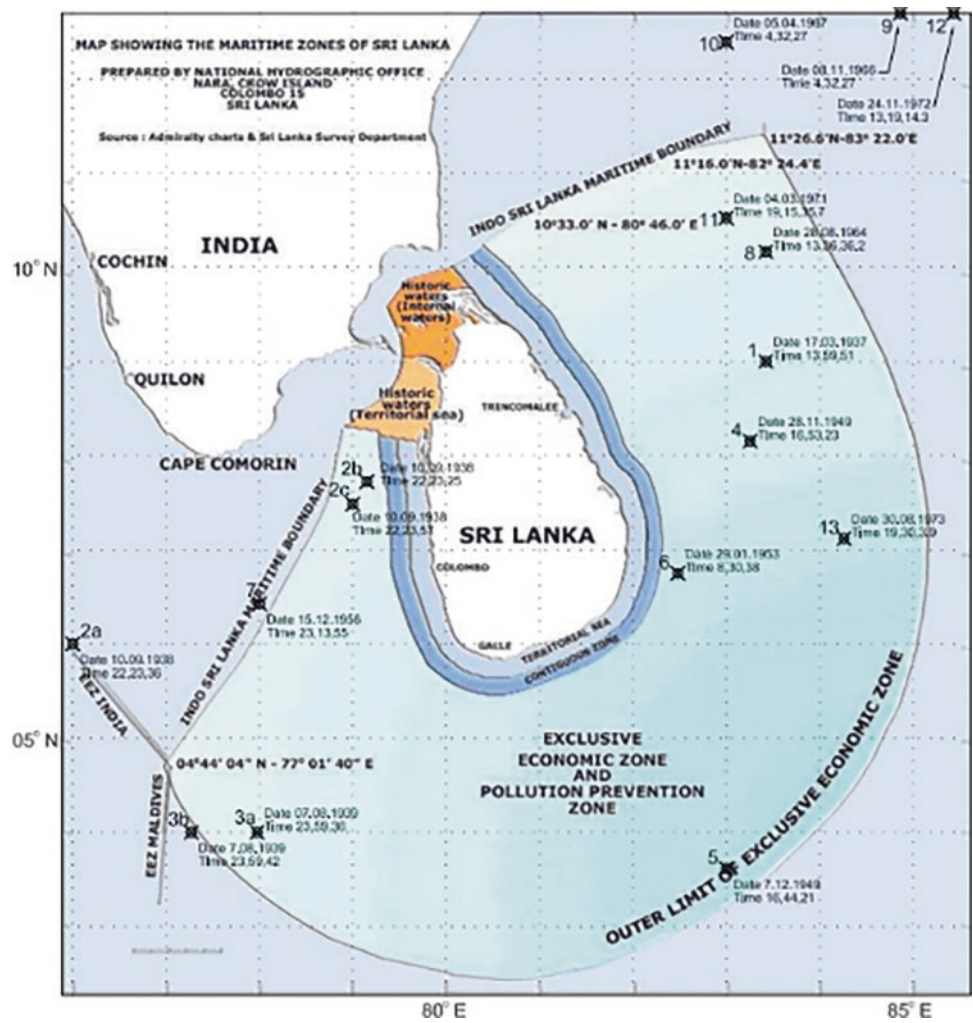 MAP SHOWING THE MARITIME ZONES OF SRI LANKA
PREPARED BY NATIONAL HYDROGRAPHIC OFFICE
NARA, CROW ISLAND
COLOMBO 15
SRI LANKA
Source : Admiralty charts & Sri Lanka Survey Department
10
Date 05.04.1967
Time 4,32,27
9
12
Date 08.11.1966
Time 4,32,27
Date 24.11.1972
Time 13,19,14.3
INDO SRI LANKA MARITIME BOUNDARY
11°26.6'N-83° 22.0'E
11°16.0'N-82° 24.4'E
10°33.0' N - 80° 46.0' E
11
Date 04.03.1971
Time 19,15,35.7
8
Date 28.08.1964
Time 13,36,36,2
INDIA
COCHIN
10° N
Historic
waters
(Internal
waters)
1
Date 17.03.1937
Time 13,59,51
QUILON
Historic
waters
(Territorial sea)
TRINCOMALEE
4
Date 28.11.1949
Time 16,53,23
CAPE COMORIN
2b
Date 10.09.1938
Time 22,23,25
2c
Date 10.09.1938
Time 22,23,57
SRI LANKA
13
Date 30.08.1973
Time 19,30,3.9
COLOMBO
6
Date 29.01.1953
Time 8,30,38
INDO SRI LANKA MARITIME BOUNDARY
7
Date 15.12.1956
Time 23,13,55
GALLE
TERRITORIAL SEA
CONTIGUOUS ZONE
2a
Date 10.09.1938
Time 22,23,36
EEZ INDIA
05° N
04°44' 04" N - 77° 01' 40" E
EXCLUSIVE
ECONOMIC ZONE
AND
POLLUTION PREVENTION
ZONE
EEZ MALDIVES
3b
Date 7.08.1939
Time 23,59,42
3a
Date 07.08.1939
Time 23,59,36
5
Date 7.12.1949
Time 16,44,21
OUTER LIMIT OF EXCLUSIVE ECONOMIC ZONE
80° E
85° E